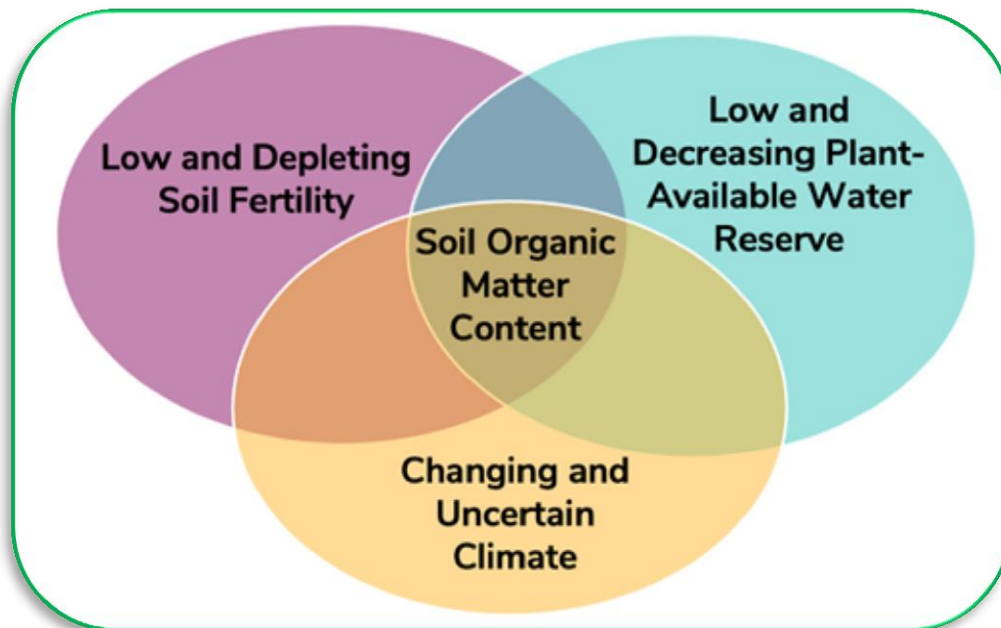 Low and Depleting
Soil Fertility
Low and
Decreasing Plant-
Available Water
Reserve
Soil Organic
Matter
Content
Changing and
Uncertain
Climate